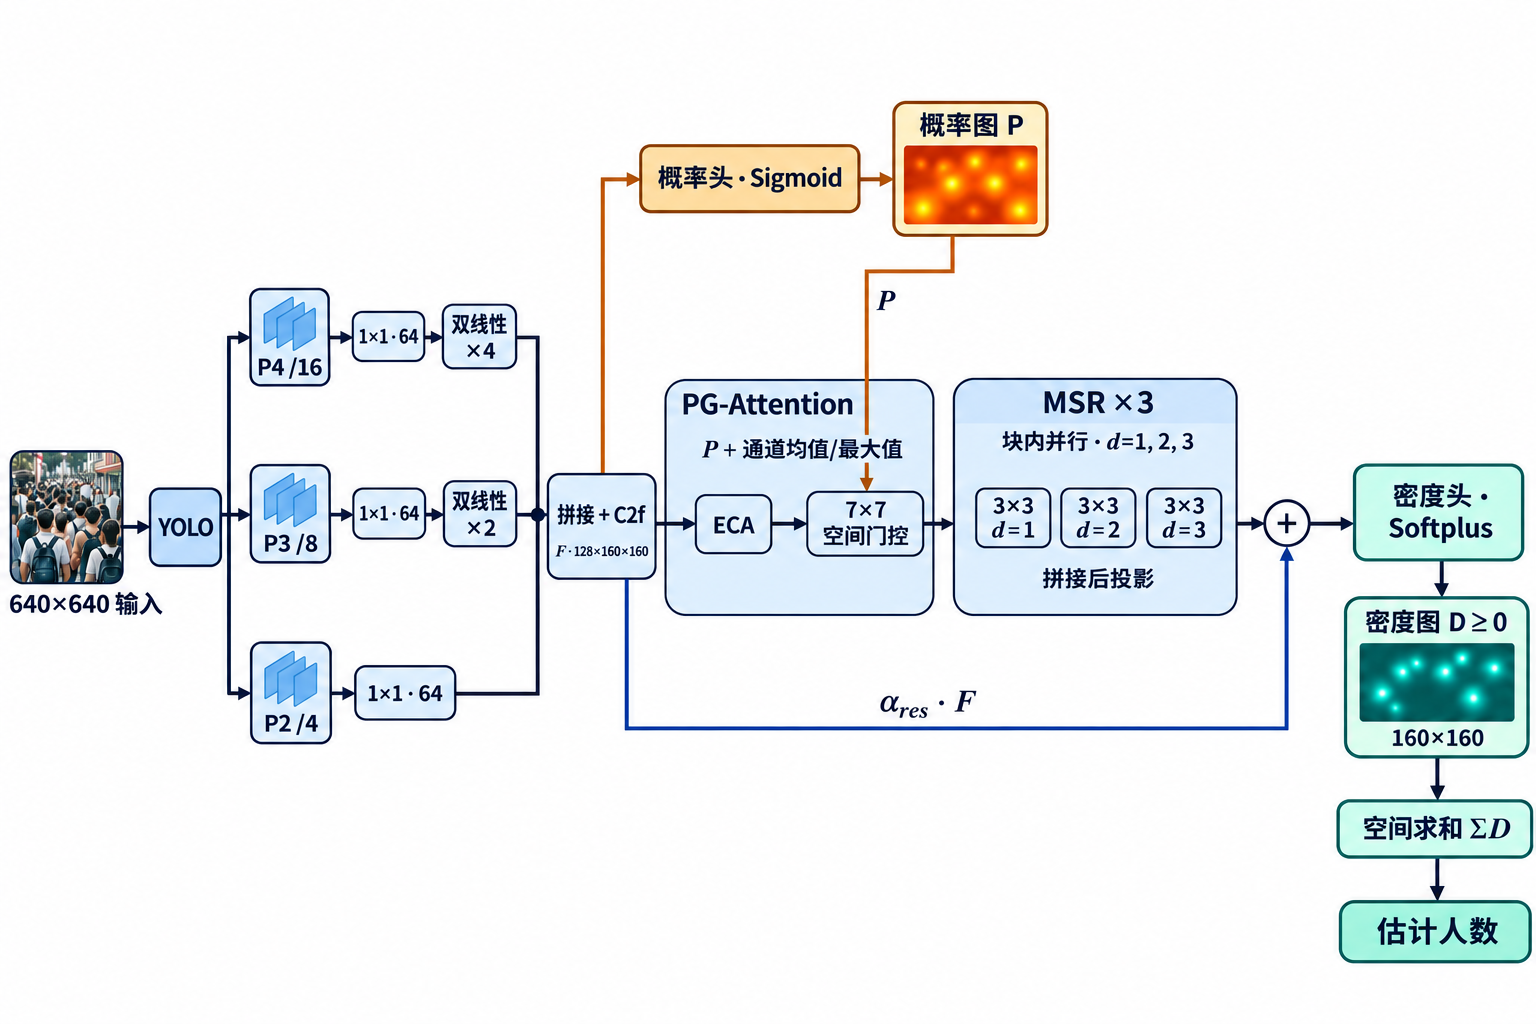 640×640 输入
YOLO
P4 /16
1×1 · 64
双线性
×4
P3 /8
1×1 · 64
双线性
×2
P2 /4
1×1 · 64
拼接 + C2f
F · 128×160×160
概率头 · Sigmoid
概率图 P
P
PG-Attention
P + 通道均值/最大值
ECA
7×7
空间门控
MSR ×3
块内并行 · d=1, 2, 3
3×3
d=1
3×3
d=2
3×3
d=3
拼接后投影
+
α_res · F
密度头 ·
Softplus
密度图 D ≥ 0
160×160
空间求和 ΣD
估计人数